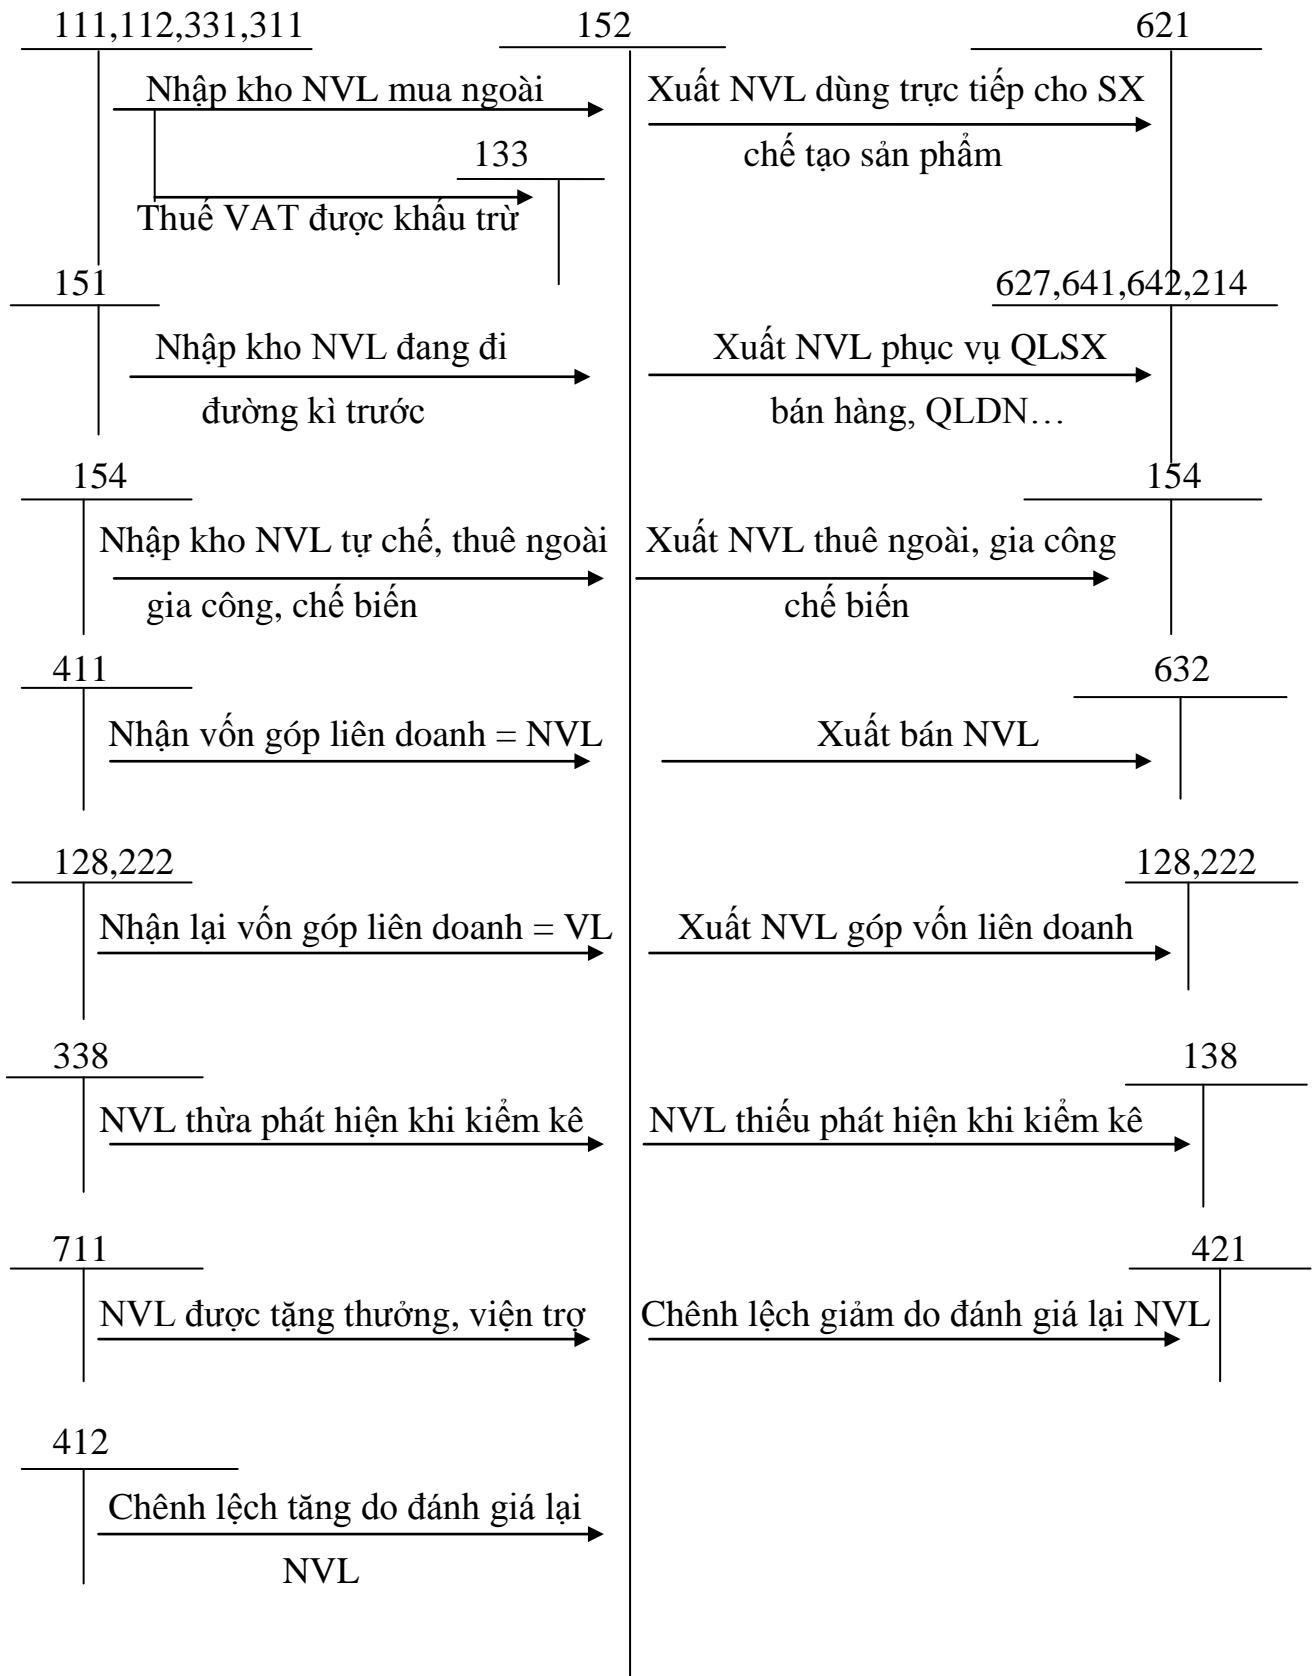 111,112,331,311
152
621
Nhập kho NVL mua ngoài
Xuất NVL dùng trực tiếp cho SX
133
chế tạo sản phẩm
Thuế VAT được khấu trừ
151
627,641,642,214
Nhập kho NVL đang đi
Xuất NVL phục vụ QLSX
đường kì trước
bán hàng, QLDN…
154
154
Nhập kho NVL tự chế, thuê ngoài
Xuất NVL thuê ngoài, gia công
gia công, chế biến
chế biến
411
632
Nhận vốn góp liên doanh = NVL
Xuất bán NVL
128,222
128,222
Nhận lại vốn góp liên doanh = VL
Xuất NVL góp vốn liên doanh
338
138
NVL thừa phát hiện khi kiểm kê
NVL thiếu phát hiện khi kiểm kê
711
421
NVL được tặng thưởng, viện trợ
Chênh lệch giảm do đánh giá lại NVL
412
Chênh lệch tăng do đánh giá lại
NVL